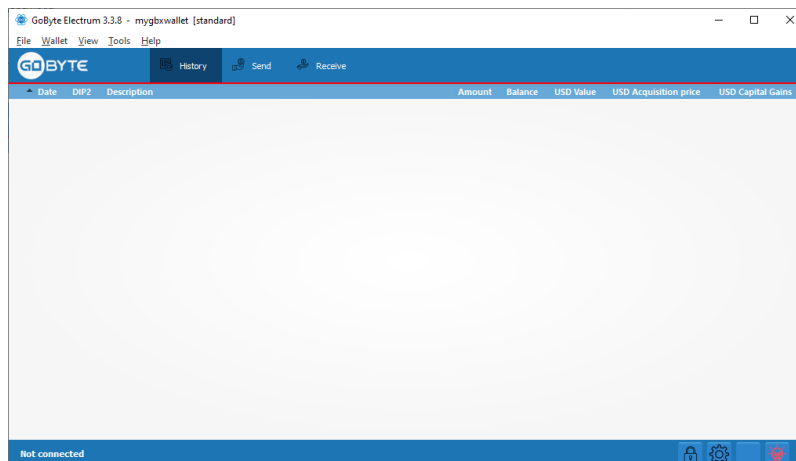 GoByte Electrum 3.3.8 - mygbxwallet [standard]
File Wallet View Tools Help
GOBYTE History Send Receive
Date DIP2 Description Amount Balance USD Value USD Acquisition price USD Capital Gains
Not connected